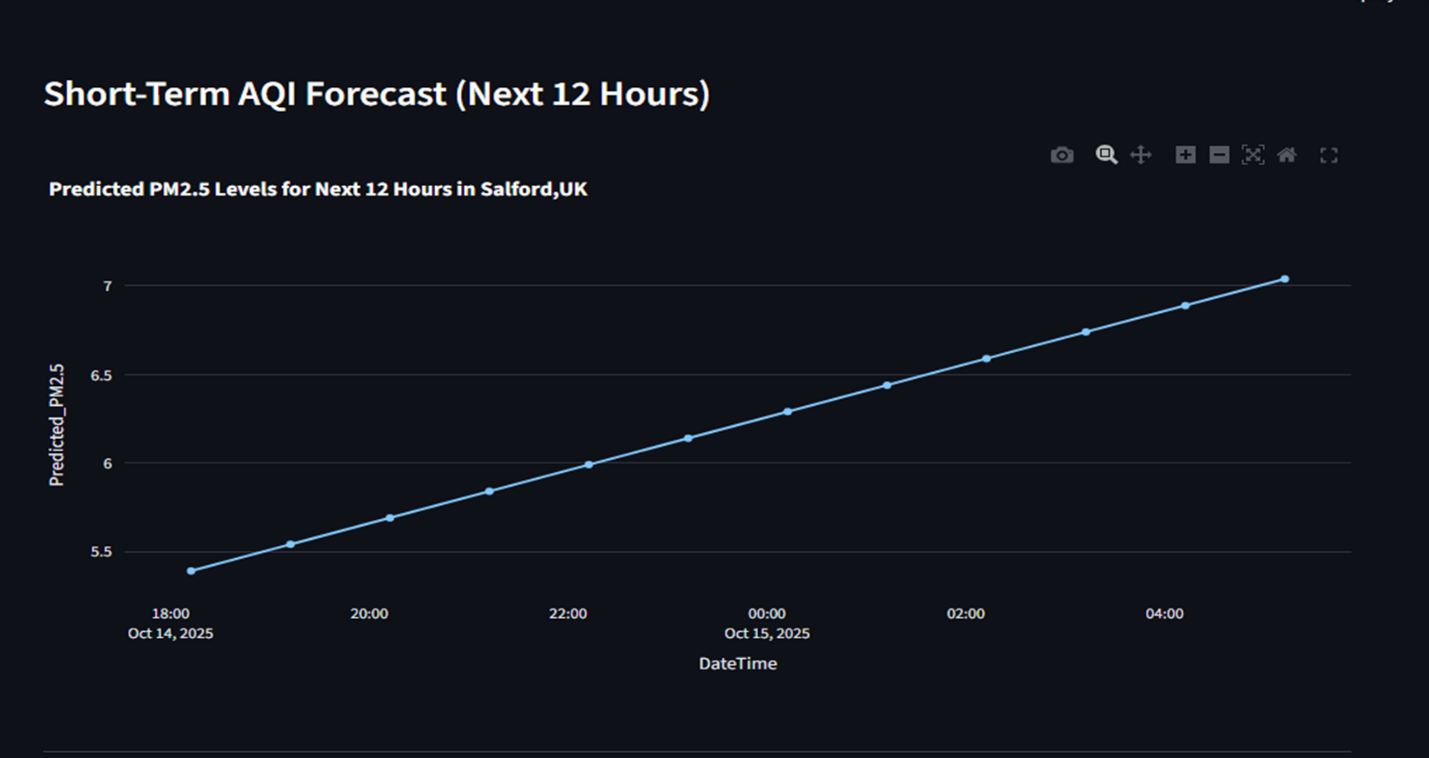 Short-Term AQI Forecast (Next 12 Hours)
Predicted PM2.5 Levels for Next 12 Hours in Salford,UK
7
6.5
6
5.5
Predicted_PM2.5
18:00 20:00 22:00 00:00 02:00 04:00
Oct 14, 2025 Oct 15, 2025
DateTime